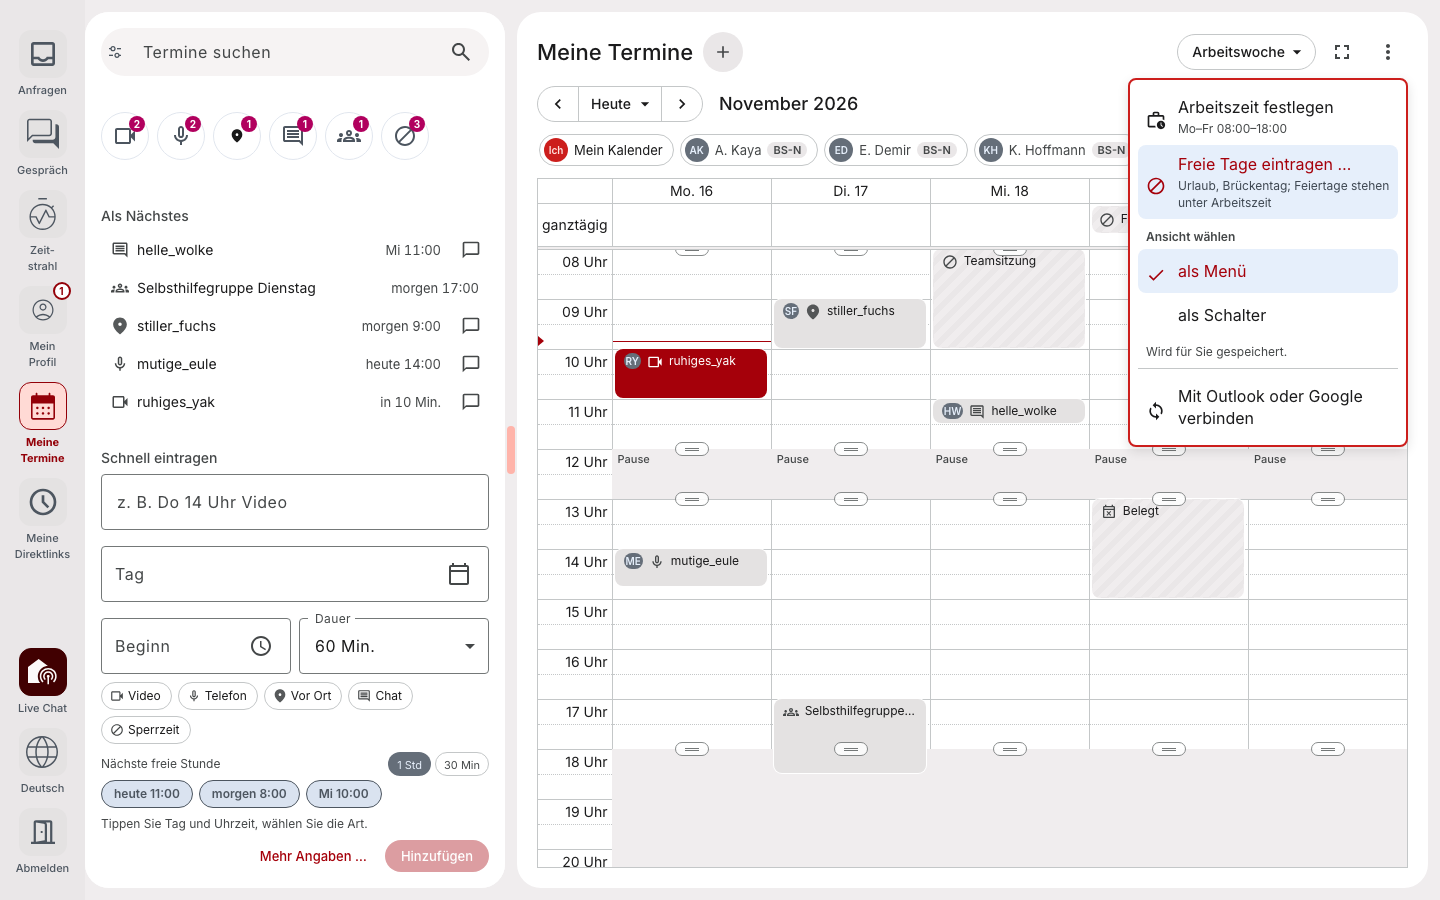 Anfragen
Gespräch
Zeit-
strahl
1
Mein
Profil
Meine
Termine
Meine
Direktlinks
Live Chat
Deutsch
Abmelden
Termine suchen
2
2
1
1
1
3
Als Nächstes
helle_wolke Mi 11:00
Selbsthilfegruppe Dienstag morgen 17:00
stiller_fuchs morgen 9:00
mutige_eule heute 14:00
ruhiges_yak in 10 Min.
Schnell eintragen
z. B. Do 14 Uhr Video
Tag
Beginn
Dauer
60 Min.
Video Telefon Vor Ort Chat
Sperrzeit
Nächste freie Stunde 1 Std 30 Min
heute 11:00 morgen 8:00 Mi 10:00
Tippen Sie Tag und Uhrzeit, wählen Sie die Art.
Mehr Angaben ... Hinzufügen
Meine Termine
Arbeitswoche
Heute
November 2026
Ich Mein Kalender AK A. Kaya BS-N ED E. Demir BS-N KH K. Hoffmann BS-N
Mo. 16 Di. 17 Mi. 18
ganztägig
F
08 Uhr
Teamsitzung
09 Uhr
SF stiller_fuchs
10 Uhr
RY ruhiges_yak
11 Uhr
HW helle_wolke
12 Uhr
Pause Pause Pause Pause Pause
13 Uhr
Belegt
14 Uhr
ME mutige_eule
15 Uhr
16 Uhr
17 Uhr
Selbsthilfegruppe...
18 Uhr
19 Uhr
20 Uhr
Arbeitszeit festlegen
Mo–Fr 08:00–18:00
Freie Tage eintragen ...
Urlaub, Brückentag; Feiertage stehen
unter Arbeitszeit
Ansicht wählen
als Menü
als Schalter
Wird für Sie gespeichert.
Mit Outlook oder Google
verbinden